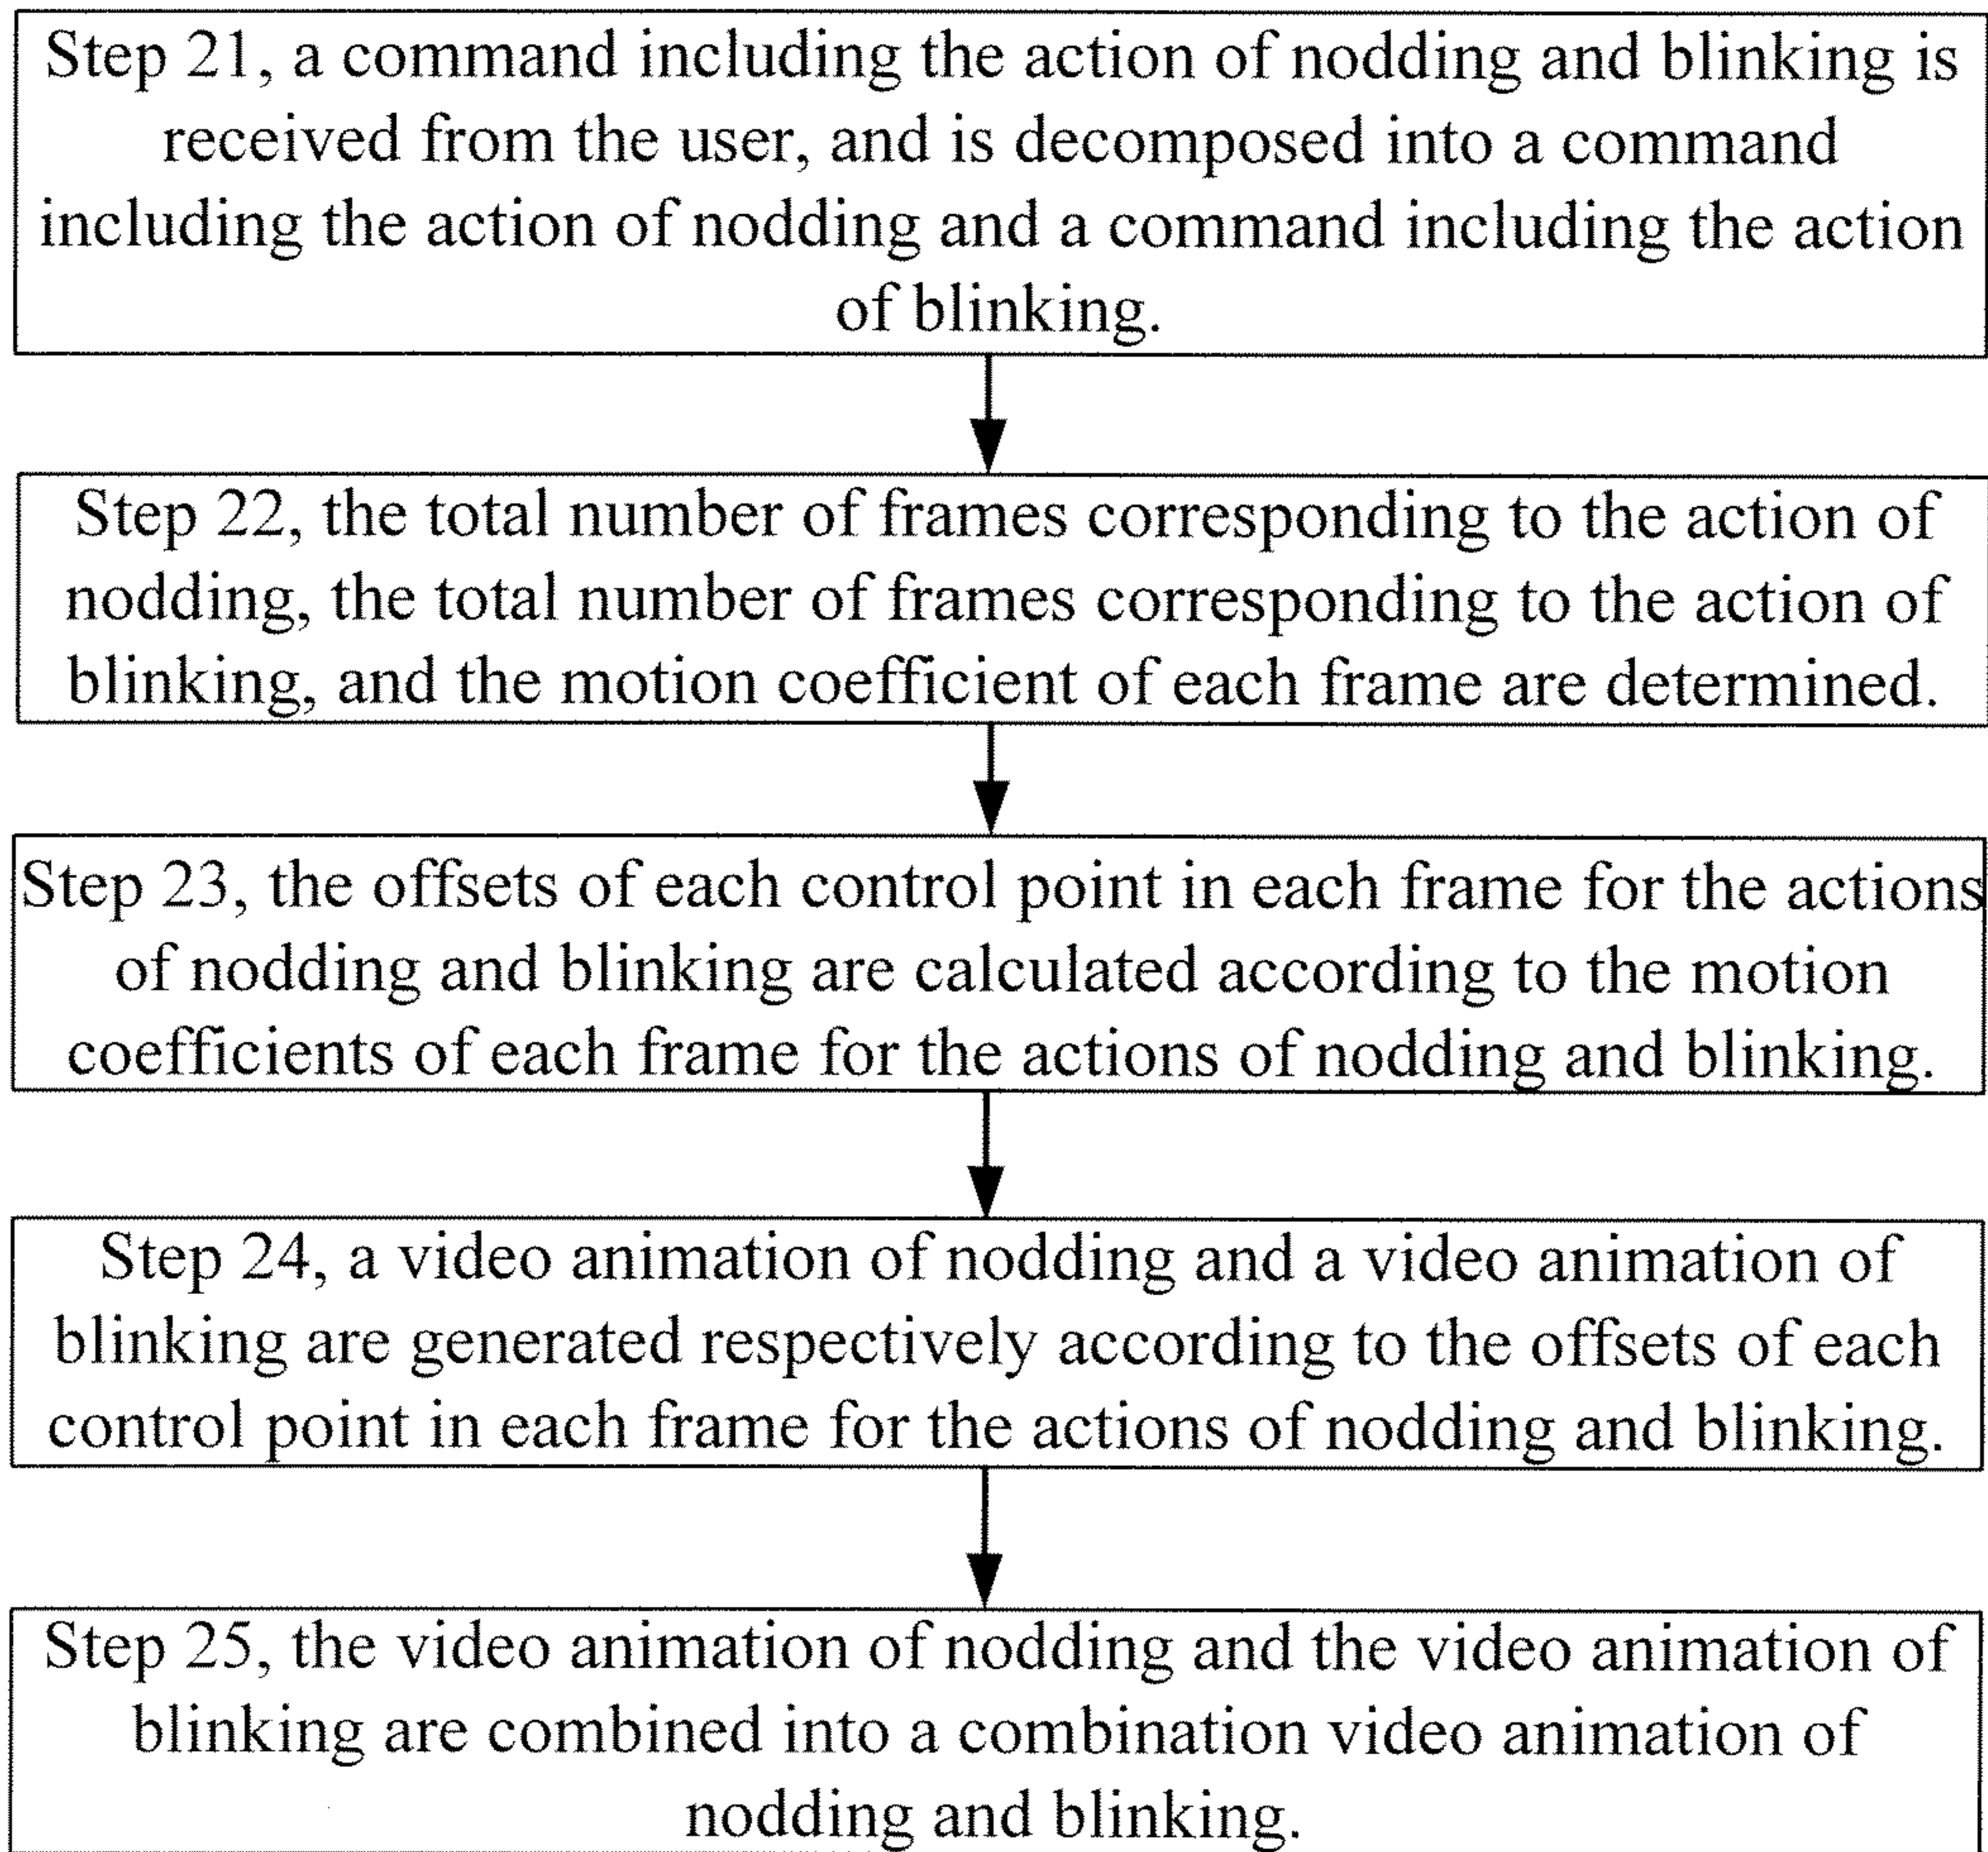 Step 21, a command including the action of nodding and blinking is
received from the user, and is decomposed into a command
including the action of nodding and a command including the action
of blinking.
Step 22, the total number of frames corresponding to the action of
nodding, the total number of frames corresponding to the action of
blinking, and the motion coefficient of each frame are determined.
Step 23, the offsets of each control point in each frame for the actions
of nodding and blinking are calculated according to the motion
coefficients of each frame for the actions of nodding and blinking.
Step 24, a video animation of nodding and a video animation of
blinking are generated respectively according to the offsets of each
control point in each frame for the actions of nodding and blinking.
Step 25, the video animation of nodding and the video animation of
blinking are combined into a combination video animation of
nodding and blinking.